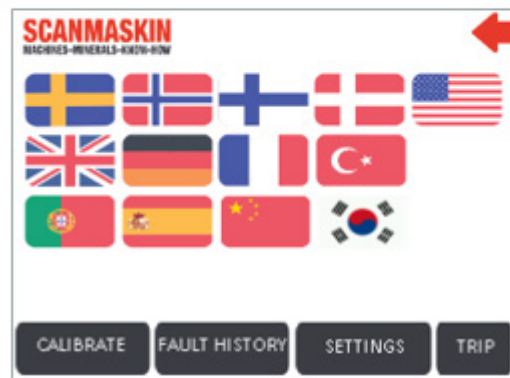 SCANMASKIN
MACHINES-MINERALS-KNOW-HOW
CALIBRATE
FAULT HISTORY
SETTINGS
TRIP